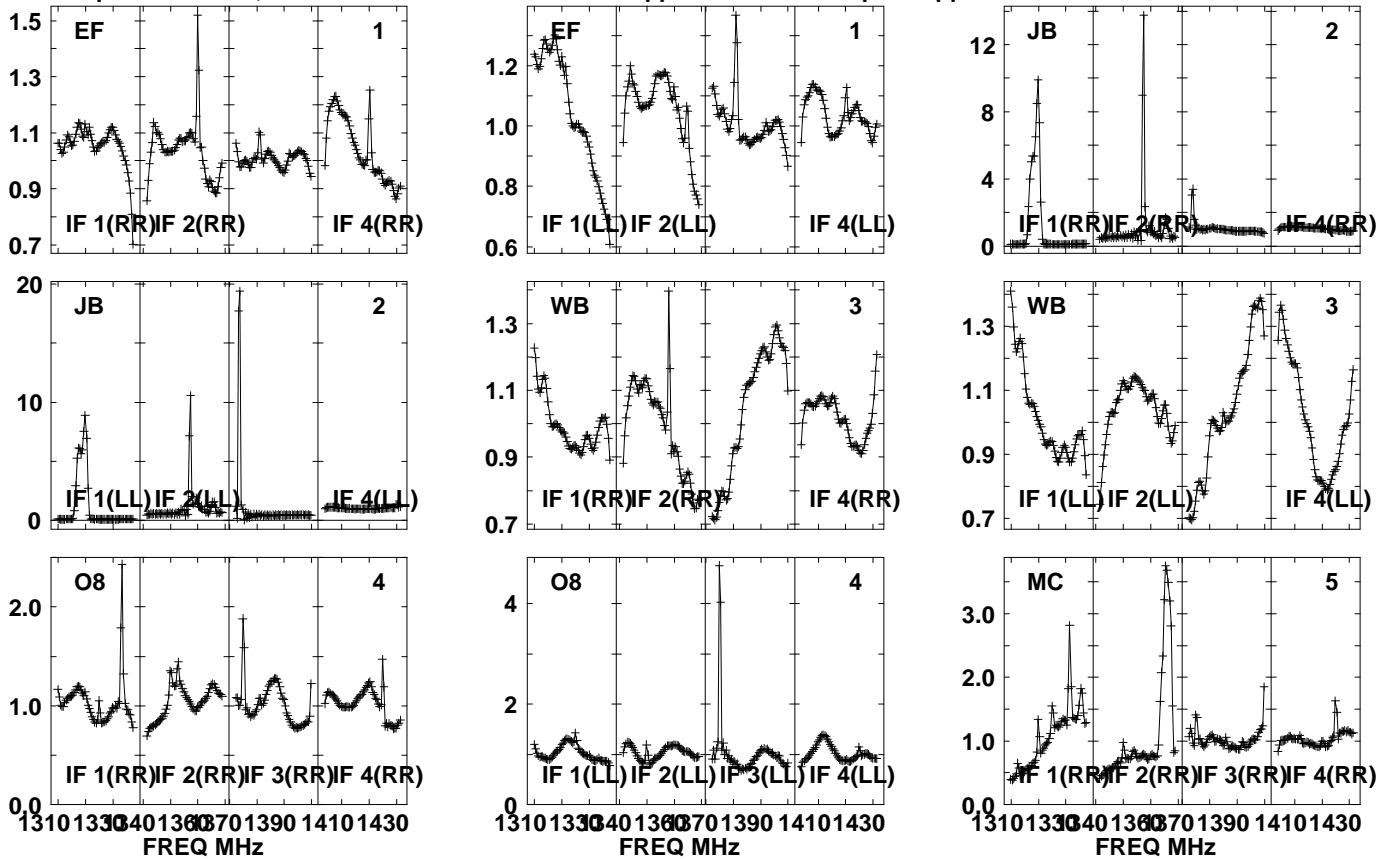 1.5 EF 1
1.3
1.1
0.9
0.7 IF 1(RR) IF 2(RR) IF 4(RR)
EF 1
1.2
1.0
0.8
0.6 IF 1(LL) IF 2(LL) IF 4(LL)
JB 2
12
8
4
0 IF 1(RR) IF 2(RR) IF 4(RR)
20 JB 2
10
0 IF 1(LL) IF 2(LL) IF 4(LL)
WB 3
1.3
1.1
0.9
0.7 IF 1(RR) IF 2(RR) IF 4(RR)
WB 3
1.3
1.1
0.9
0.7 IF 1(LL) IF 2(LL) IF 4(LL)
O8 4
2.0
1.0
0.0 IF 1(RR) IF 2(RR) IF 3(RR) IF 4(RR)
1310 1330 1340 1360 1370 1390 1410 1430
FREQ MHz
O8 4
4
2
0 IF 1(LL) IF 2(LL) IF 3(LL) IF 4(LL)
1310 1330 1340 1360 1370 1390 1410 1430
FREQ MHz
MC 5
3.0
2.0
1.0
0.0 IF 1(RR) IF 2(RR) IF 3(RR) IF 4(RR)
1310 1330 1340 1360 1370 1390 1410 1430
FREQ MHz